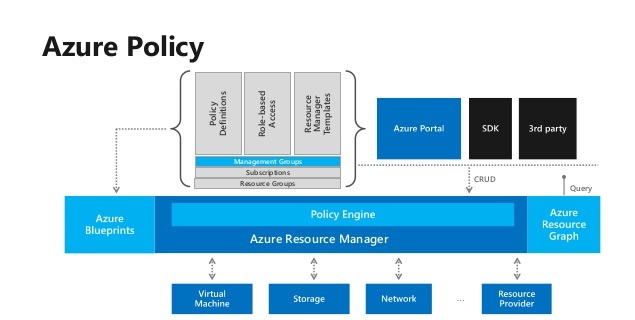 Azure Policy
Policy
Definitions
Role-based
Access
Resource
Manager
Templates
Management Groups
Subscriptions
Resource Groups
Azure Portal
SDK
3rd party
CRUD
Query
Azure
Blueprints
Policy Engine
Azure Resource Manager
Azure
Resource
Graph
Virtual
Machine
Storage
Network
...
Resource
Provider